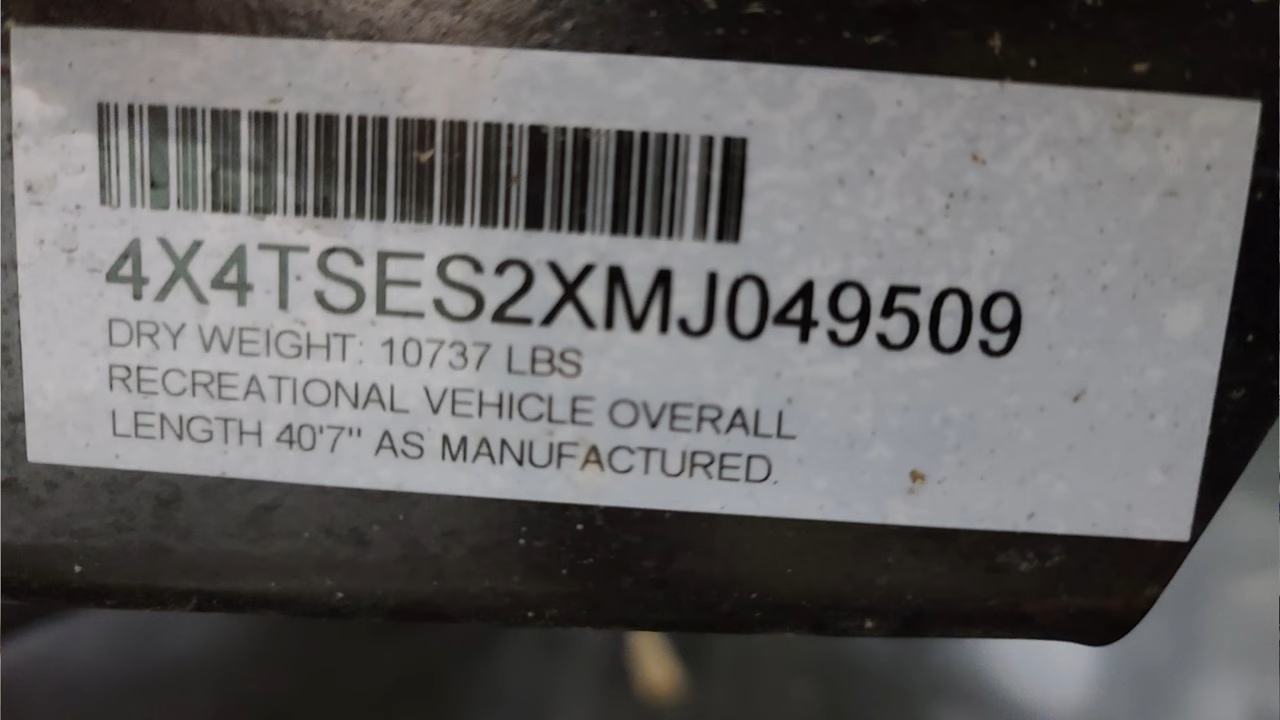 4X4TSES2XMJ049509
DRY WEIGHT: 10737 LBS
RECREATIONAL VEHICLE OVERALL
LENGTH 40'7" AS MANUFACTURED.